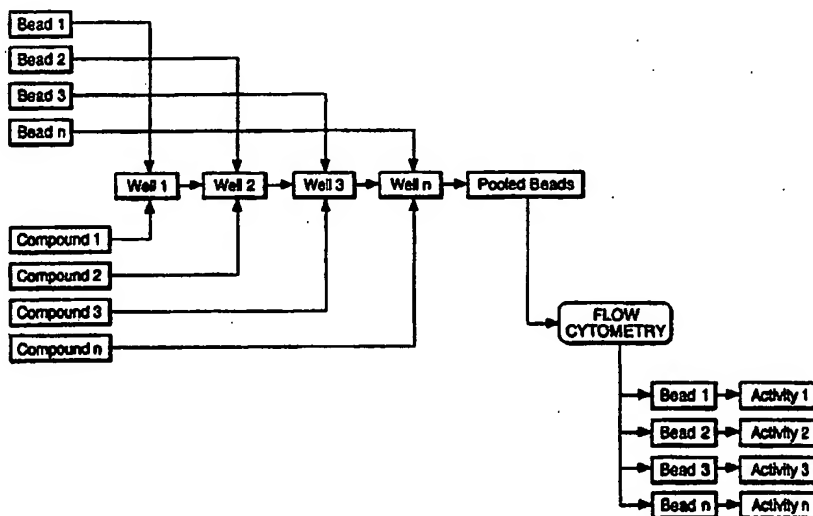 Bead 1
Bead 2
Bead 3
Bead n
Well 1
Well 2
Well 3
Well n
Pooled Beads
Compound 1
Compound 2
Compound 3
Compound n
FLOW
CYTOMETRY
Bead 1
Activity 1
Bead 2
Activity 2
Bead 3
Activity 3
Bead n
Activity n